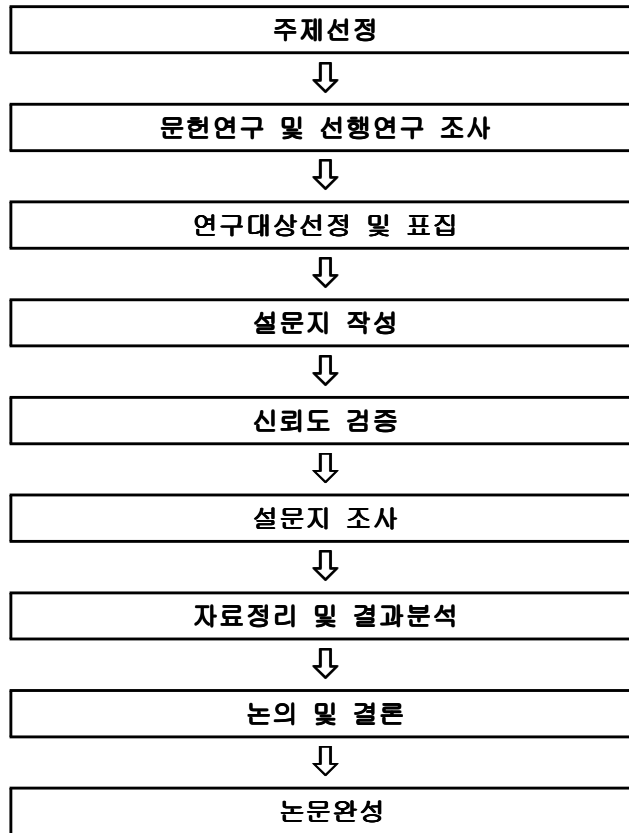 주제선정
문헌연구 및 선행연구 조사
연구대상선정 및 표집
설문지 작성
신뢰도 검증
설문지 조사
자료정리 및 결과분석
논의 및 결론
논문완성